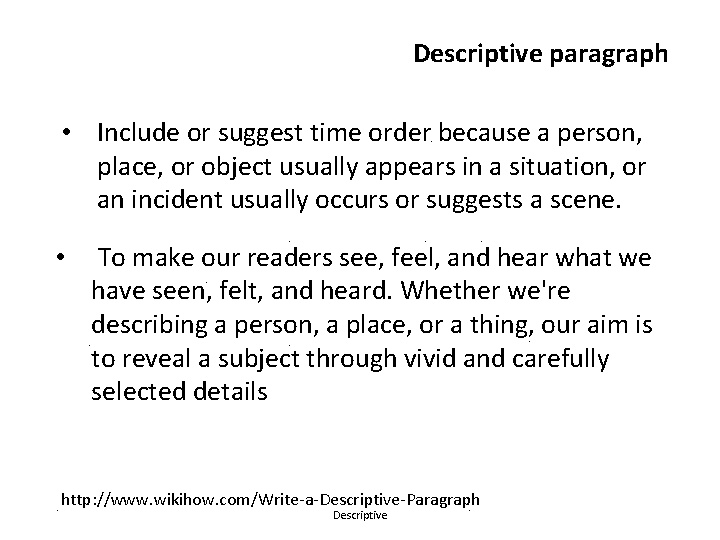 Descriptive paragraph
• Include or suggest time order because a person,
place, or object usually appears in a situation, or
an incident usually occurs or suggests a scene.
• To make our readers see, feel, and hear what we
have seen, felt, and heard. Whether we're
describing a person, a place, or a thing, our aim is
to reveal a subject through vivid and carefully
selected details
http: //www. wikihow. com/Write-a-Descriptive-Paragraph
Descriptive